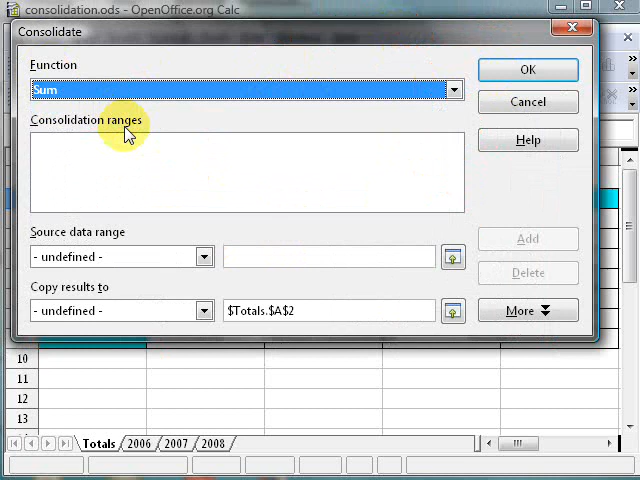 consolidation.ods - OpenOffice.org Calc
Consolidate
Function
Sum
OK
Consolidation ranges
Cancel
Help
Source data range
- undefined -
Add
Delete
Copy results to
- undefined -
$Totals.$A$2
More
10
11
12
13
Totals
2006
2007
2008